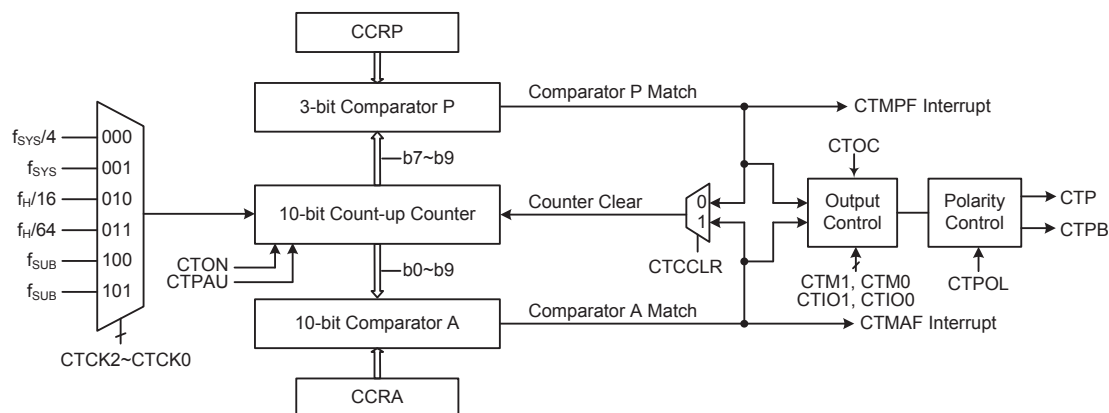 CCRP
3-bit Comparator P
Comparator P Match
CTMPF Interrupt
fSYS/4
000
fSYS
001
fH/16
010
fH/64
011
fSUB
100
fSUB
101
CTCK2~CTCK0
b7~b9
10-bit Count-up Counter
Counter Clear
CTON
CTPAU
b0~b9
0
1
CTCCLR
CTOC
Output
Control
CTM1, CTM0
CTIO1, CTIO0
Polarity
Control
CTPOL
CTP
CTPB
10-bit Comparator A
Comparator A Match
CTMAF Interrupt
CCRA